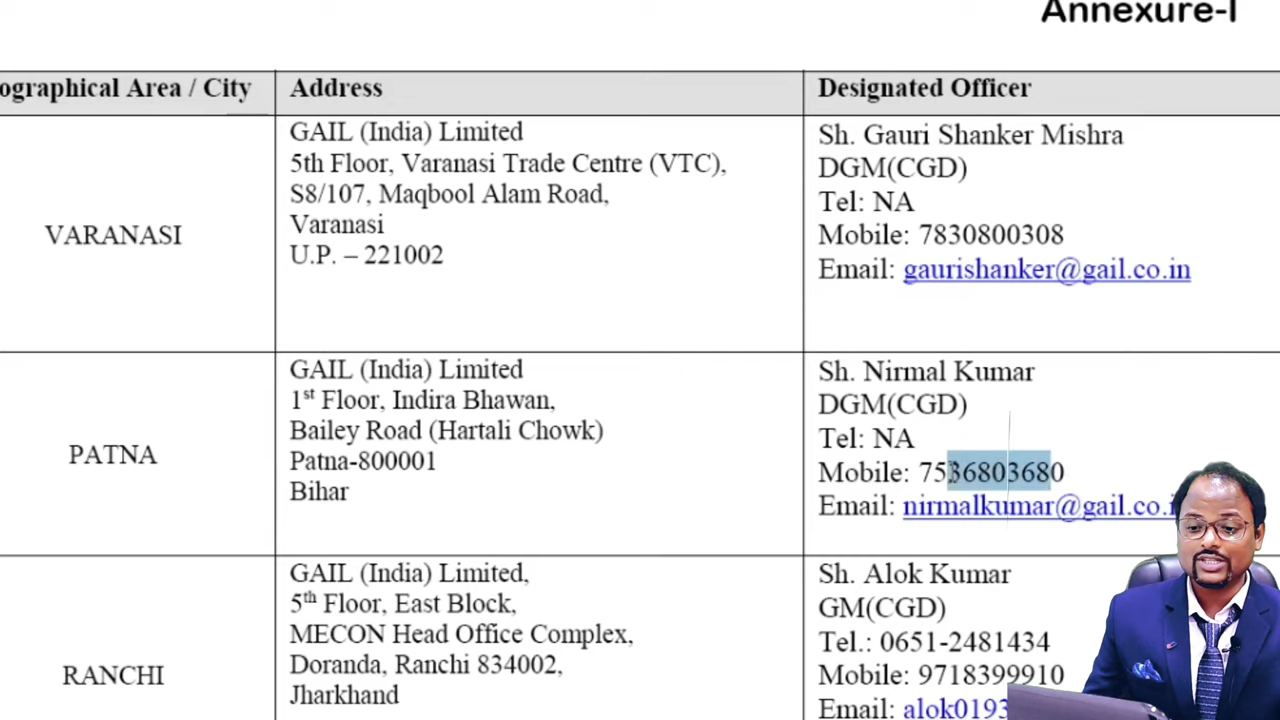 Annexure-I
ographical Area / City
Address
Designated Officer
VARANASI
GAIL (India) Limited
5th Floor, Varanasi Trade Centre (VTC),
S8/107, Maqbool Alam Road,
Varanasi
U.P. – 221002
Sh. Gauri Shanker Mishra
DGM(CGD)
Tel: NA
Mobile: 7830800308
Email: gaurishanker@gail.co.in
PATNA
GAIL (India) Limited
1st Floor, Indira Bhawan,
Bailey Road (Hartali Chowk)
Patna-800001
Bihar
Sh. Nirmal Kumar
DGM(CGD)
Tel: NA
Mobile: 7536803680
Email: nirmalkumar@gail.co.i
RANCHI
GAIL (India) Limited,
5th Floor, East Block,
MECON Head Office Complex,
Doranda, Ranchi 834002,
Jharkhand
Sh. Alok Kumar
GM(CGD)
Tel.: 0651-2481434
Mobile: 9718399910
Email: alok0193